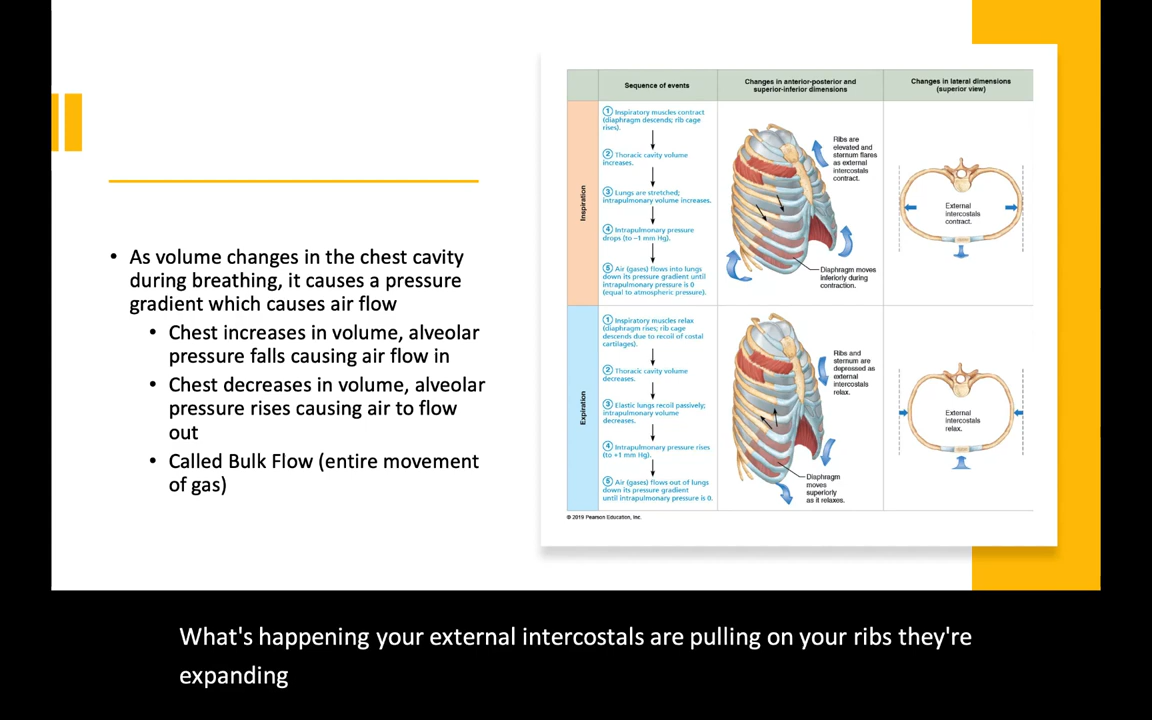 • As volume changes in the chest cavity
during breathing, it causes a pressure
gradient which causes air flow
• Chest increases in volume, alveolar
pressure falls causing air flow in
• Chest decreases in volume, alveolar
pressure rises causing air to flow
out
• Called Bulk Flow (entire movement
of gas)
Sequence of events
Changes in anterior-posterior and
superior-inferior dimensions
Changes in lateral dimensions
(superior view)
Inspiration
① Inspiratory muscles contract
(diaphragm descends; rib cage
rises).
② Thoracic cavity volume
increases.
③ Lungs are stretched;
intrapulmonary volume increases.
④ Intrapulmonary pressure
drops (to –1 mm Hg).
⑤ Air (gases) flows into lungs
down its pressure gradient until
intrapulmonary pressure is 0
(equal to atmospheric pressure).
Ribs are
elevated and
sternum flares
as external
intercostals
contract.
Diaphragm moves
inferiorly during
contraction.
External
intercostals
contract.
Expiration
① Inspiratory muscles relax
(diaphragm rises; rib cage
descends due to recoil of costal
cartilages).
② Thoracic cavity volume
decreases.
③ Elastic lungs recoil passively;
intrapulmonary volume
decreases.
④ Intrapulmonary pressure rises
(to +1 mm Hg).
⑤ Air (gases) flows out of lungs
down its pressure gradient
until intrapulmonary pressure is 0.
Ribs and
sternum are
depressed as
external
intercostals
relax.
Diaphragm
moves
superiorly
as it relaxes.
External
intercostals
relax.
© 2019 Pearson Education, Inc.
What's happening your external intercostals are pulling on your ribs they're
expanding